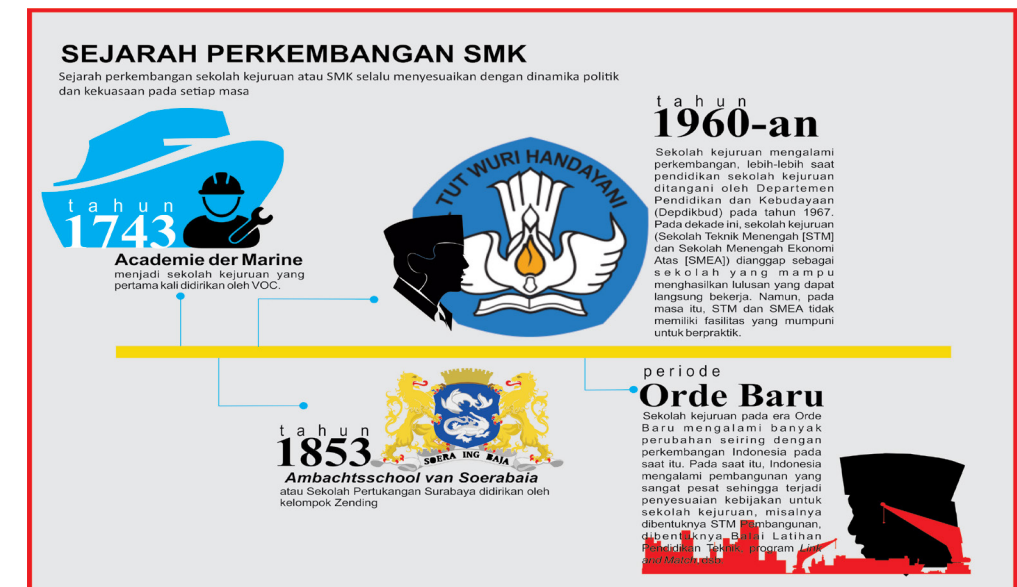 SEJARAH PERKEMBANGAN SMK
Sejarah perkembangan sekolah kejuruan atau SMK selalu menyesuaikan dengan dinamika politik
dan kekuasaan pada setiap masa
tahun
1743
Academie der Marine
menjadi sekolah kejuruan yang
pertama kali didirikan oleh VOC.
TUT WURI HANDAYANI
tahun
1960-an
Sekolah kejuruan mengalami
perkembangan, lebih-lebih saat
pendidikan sekolah kejuruan
ditangani oleh Departemen
Pendidikan dan Kebudayaan
(Depdikbud) pada tahun 1967.
Pada dekade ini, sekolah kejuruan
(Sekolah Teknik Menengah [STM]
dan Sekolah Menengah Ekonomi
Atas [SMEA]) dianggap sebagai
sekolah yang mampu
menghasilkan lulusan yang dapat
langsung bekerja. Namun, pada
masa itu, STM dan SMEA tidak
memiliki fasilitas yang mumpuni
untuk berpraktik.
tahun
1853
SOERA ING BAJA
Ambachtsschool van Soerabaia
atau Sekolah Pertukangan Surabaya didirikan oleh
kelompok Zending
periode
Orde Baru
Sekolah kejuruan pada era Orde
Baru mengalami banyak
perubahan seiring dengan
perkembangan Indonesia pada
saat itu. Pada saat itu, Indonesia
mengalami pembangunan yang
sangat pesat sehingga terjadi
penyesuaian kebijakan untuk
sekolah kejuruan, misalnya
dibentuknya STM Pembangunan,
dibentuknya Balai Latihan
Pendidikan Teknik, program Link
and Match dsb.